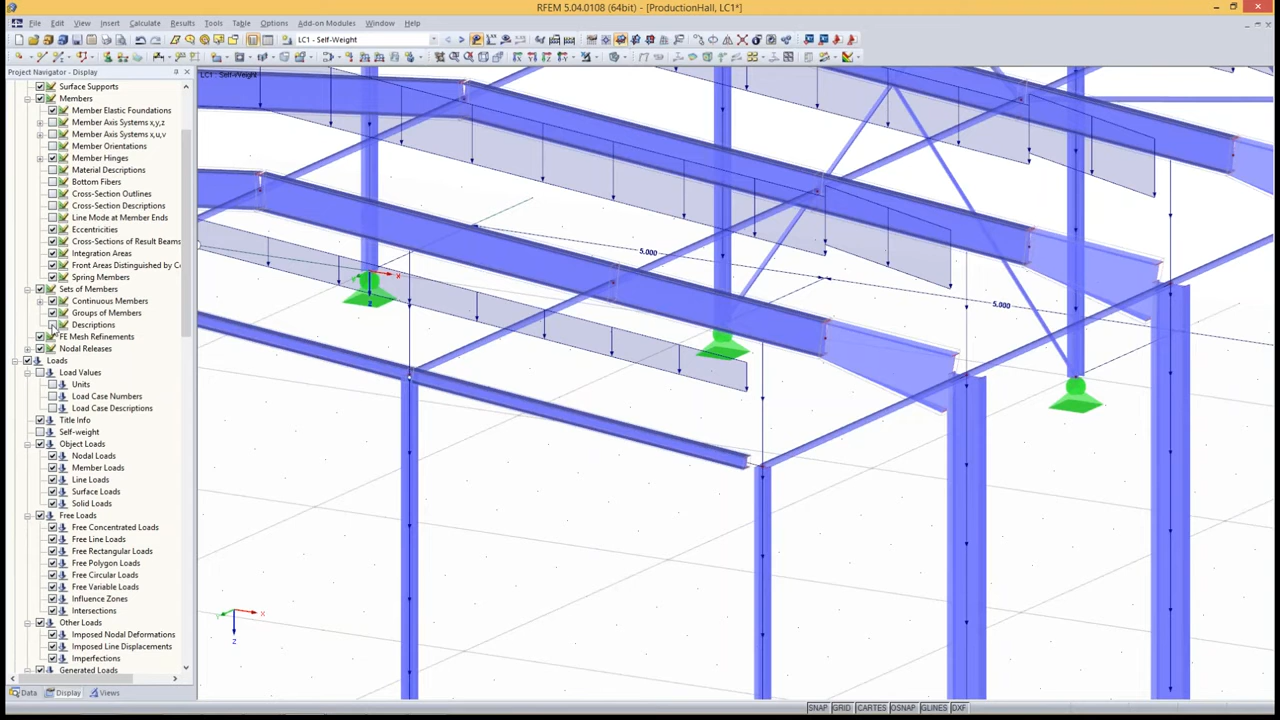 RFEM 5.04.0108 (64bit) - [ProductionHall, LC1*]
File Edit View Insert Calculate Results Tools Table Options Add-on Modules Window Help
LC1 - Self-Weight
Project Navigator - Display
LC1 : Self-Weight
Surface Supports
Members
Member Elastic Foundations
Member Axis Systems x,y,z
Member Axis Systems x,u,v
Member Orientations
Member Hinges
Material Descriptions
Bottom Fibers
Cross-Section Outlines
Cross-Section Descriptions
Line Mode at Member Ends
Eccentricities
Cross-Sections of Result Beams
Integration Areas
Front Areas Distinguished by Co
Spring Members
Sets of Members
Continuous Members
Groups of Members
Descriptions
FE Mesh Refinements
Nodal Releases
Loads
Load Values
Units
Load Case Numbers
Load Case Descriptions
Title Info
Self-weight
Object Loads
Nodal Loads
Member Loads
Line Loads
Surface Loads
Solid Loads
Free Loads
Free Concentrated Loads
Free Line Loads
Free Rectangular Loads
Free Polygon Loads
Free Circular Loads
Free Variable Loads
Influence Zones
Intersections
Other Loads
Imposed Nodal Deformations
Imposed Line Displacements
Imperfections
Generated Loads
Data Display Views
5.000
5.000
X
Y
Z
X
Y
Z
SNAP GRID CARTES OSNAP GLINES DXF